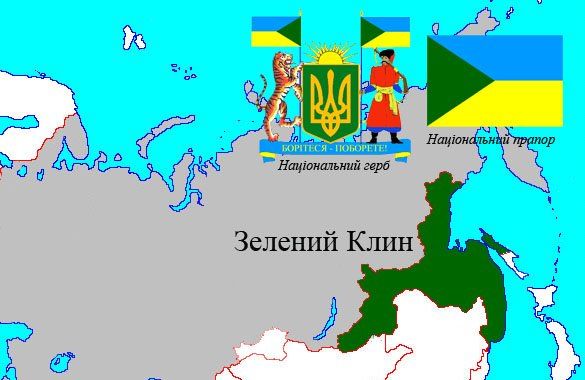 БОРІТЕСЯ - ПОБОРЕТЕ!
Національний герб
Національний прапор
Зелений Клин